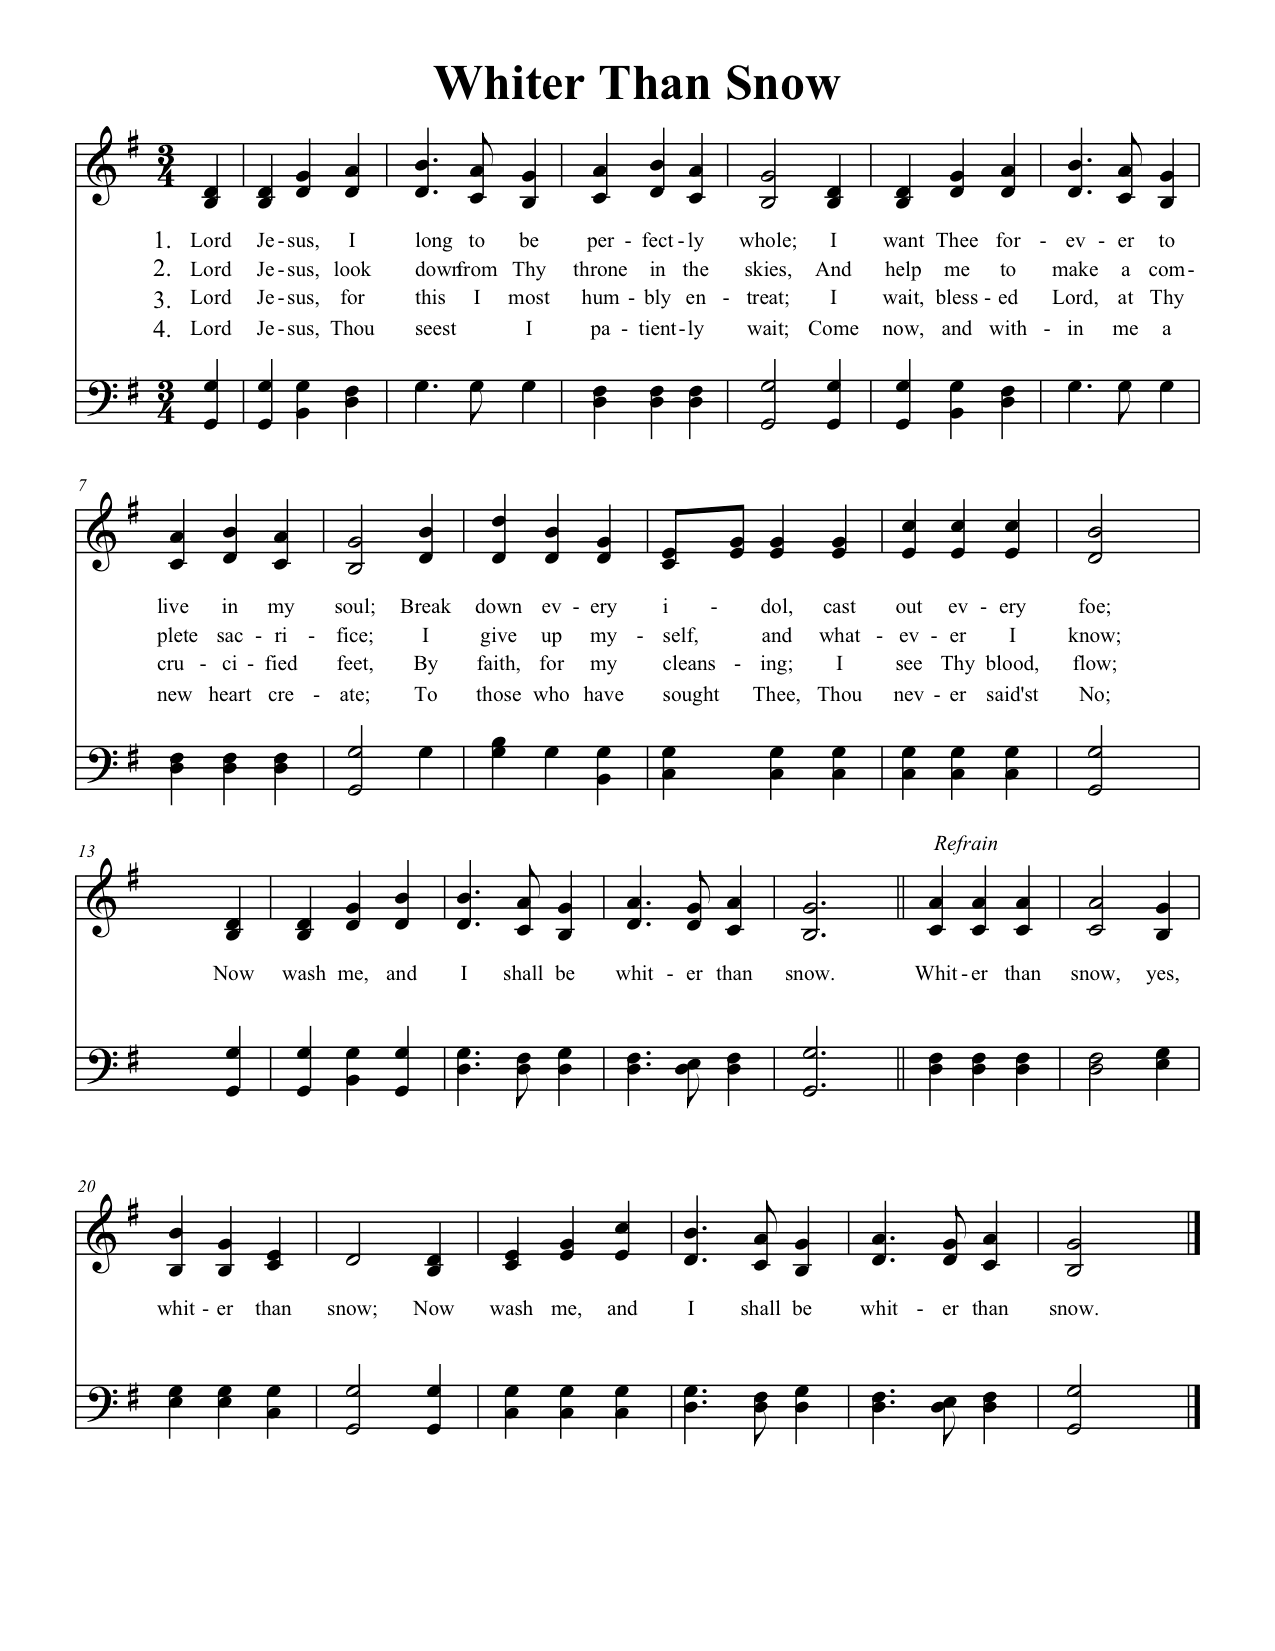 Whiter Than Snow
3
4
1. Lord Je - sus, I long to be per - fect - ly whole; I want Thee for - ev - er to
2. Lord Je - sus, look down from Thy throne in the skies, And help me to make a com -
3. Lord Je - sus, for this I most hum - bly en - treat; I wait, bless - ed Lord, at Thy
4. Lord Je - sus, Thou seest I pa - tient - ly wait; Come now, and with - in me a
3
4
7
live in my soul; Break down ev - ery i - dol, cast out ev - ery foe;
plete sac - ri - fice; I give up my - self, and what - ev - er I know;
cru - ci - fied feet, By faith, for my cleans - ing; I see Thy blood, flow;
new heart cre - ate; To those who have sought Thee, Thou nev - er said'st No;
13
Refrain
Now wash me, and I shall be whit - er than snow. Whit - er than snow, yes,
20
whit - er than snow; Now wash me, and I shall be whit - er than snow.